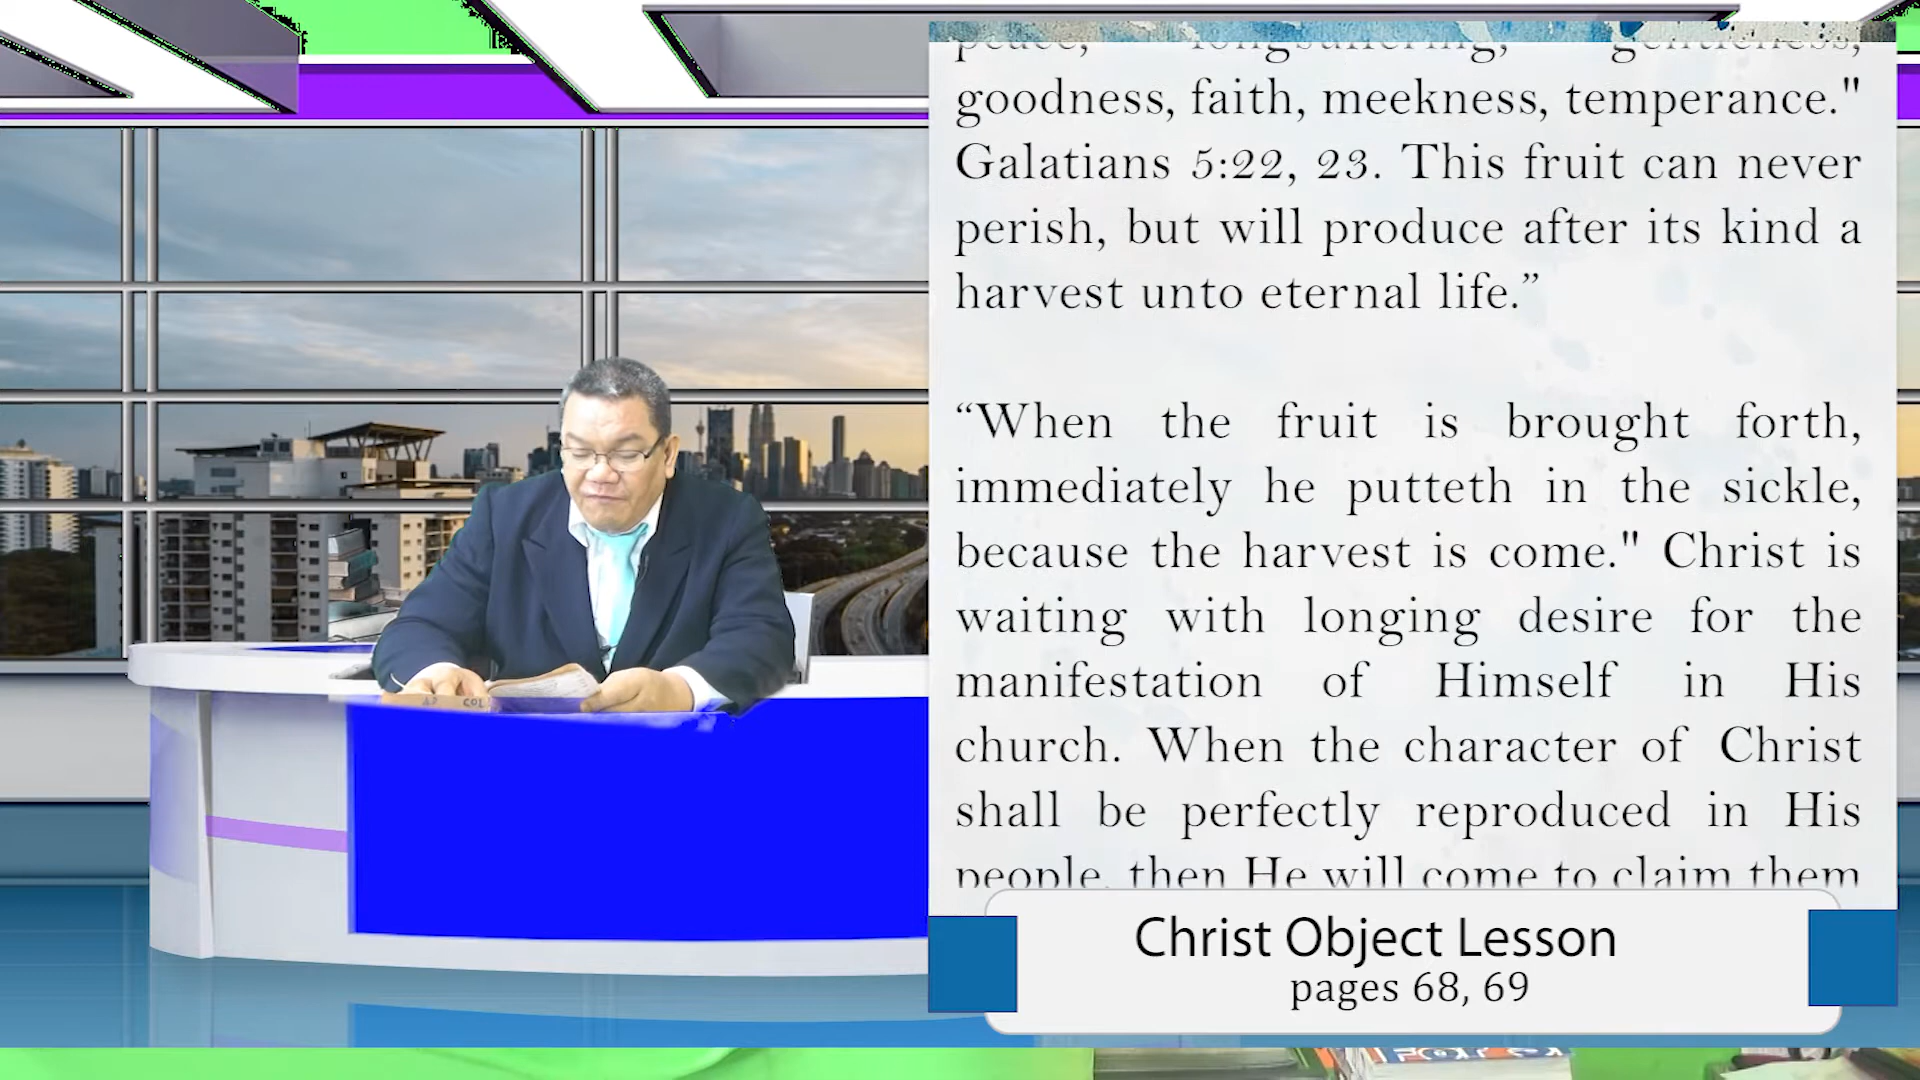 peace, longsuffering, gentleness,
goodness, faith, meekness, temperance."
Galatians 5:22, 23. This fruit can never
perish, but will produce after its kind a
harvest unto eternal life.”
“When the fruit is brought forth,
immediately he putteth in the sickle,
because the harvest is come." Christ is
waiting with longing desire for the
manifestation of Himself in His
church. When the character of Christ
shall be perfectly reproduced in His
people, then He will come to claim them
Christ Object Lesson
pages 68, 69
COL